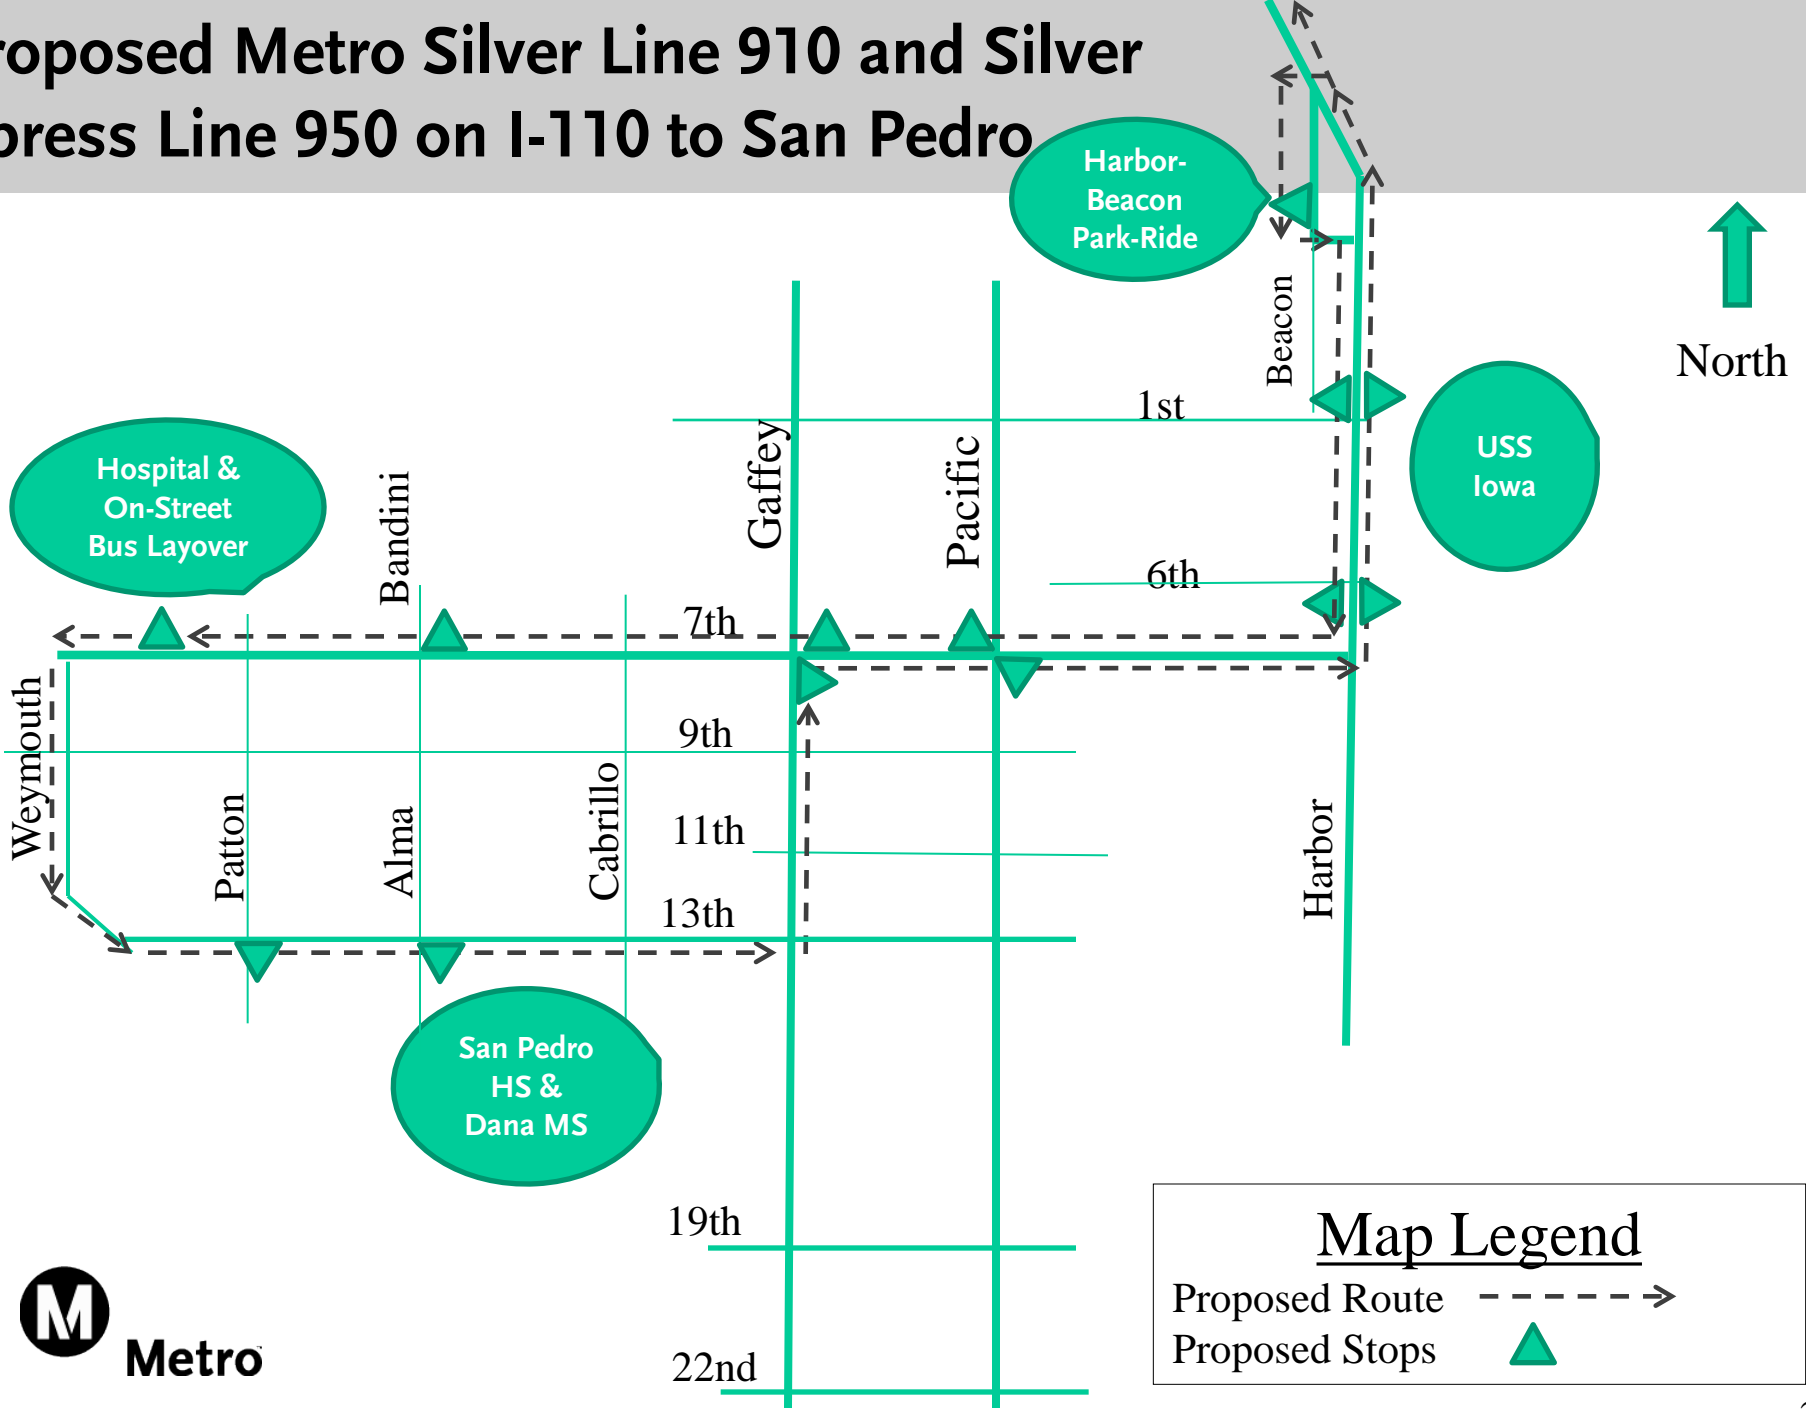 roposed Metro Silver Line 910 and Silver
press Line 950 on I-110 to San Pedro
Harbor-
Beacon
Park-Ride
North
Beacon
1st
USS
Iowa
Gaffey
Pacific
Hospital &
On-Street
Bus Layover
Bandini
6th
7th
Weymouth
9th
Patton
Alma
Cabrillo
11th
Harbor
13th
San Pedro
HS &
Dana MS
19th
22nd
Map Legend
Proposed Route
Proposed Stops
M
Metro